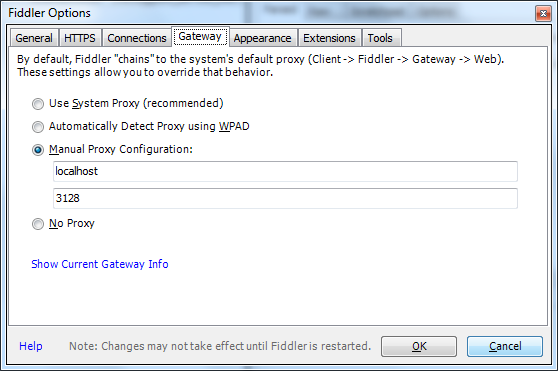 Fiddler Options
General HTTPS Connections Gateway Appearance Extensions Tools
By default, Fiddler "chains" to the system's default proxy (Client -> Fiddler -> Gateway -> Web).
These settings allow you to override that behavior.
Use System Proxy (recommended)
Automatically Detect Proxy using WPAD
Manual Proxy Configuration:
localhost
3128
No Proxy
Show Current Gateway Info
Help Note: Changes may not take effect until Fiddler is restarted. OK Cancel